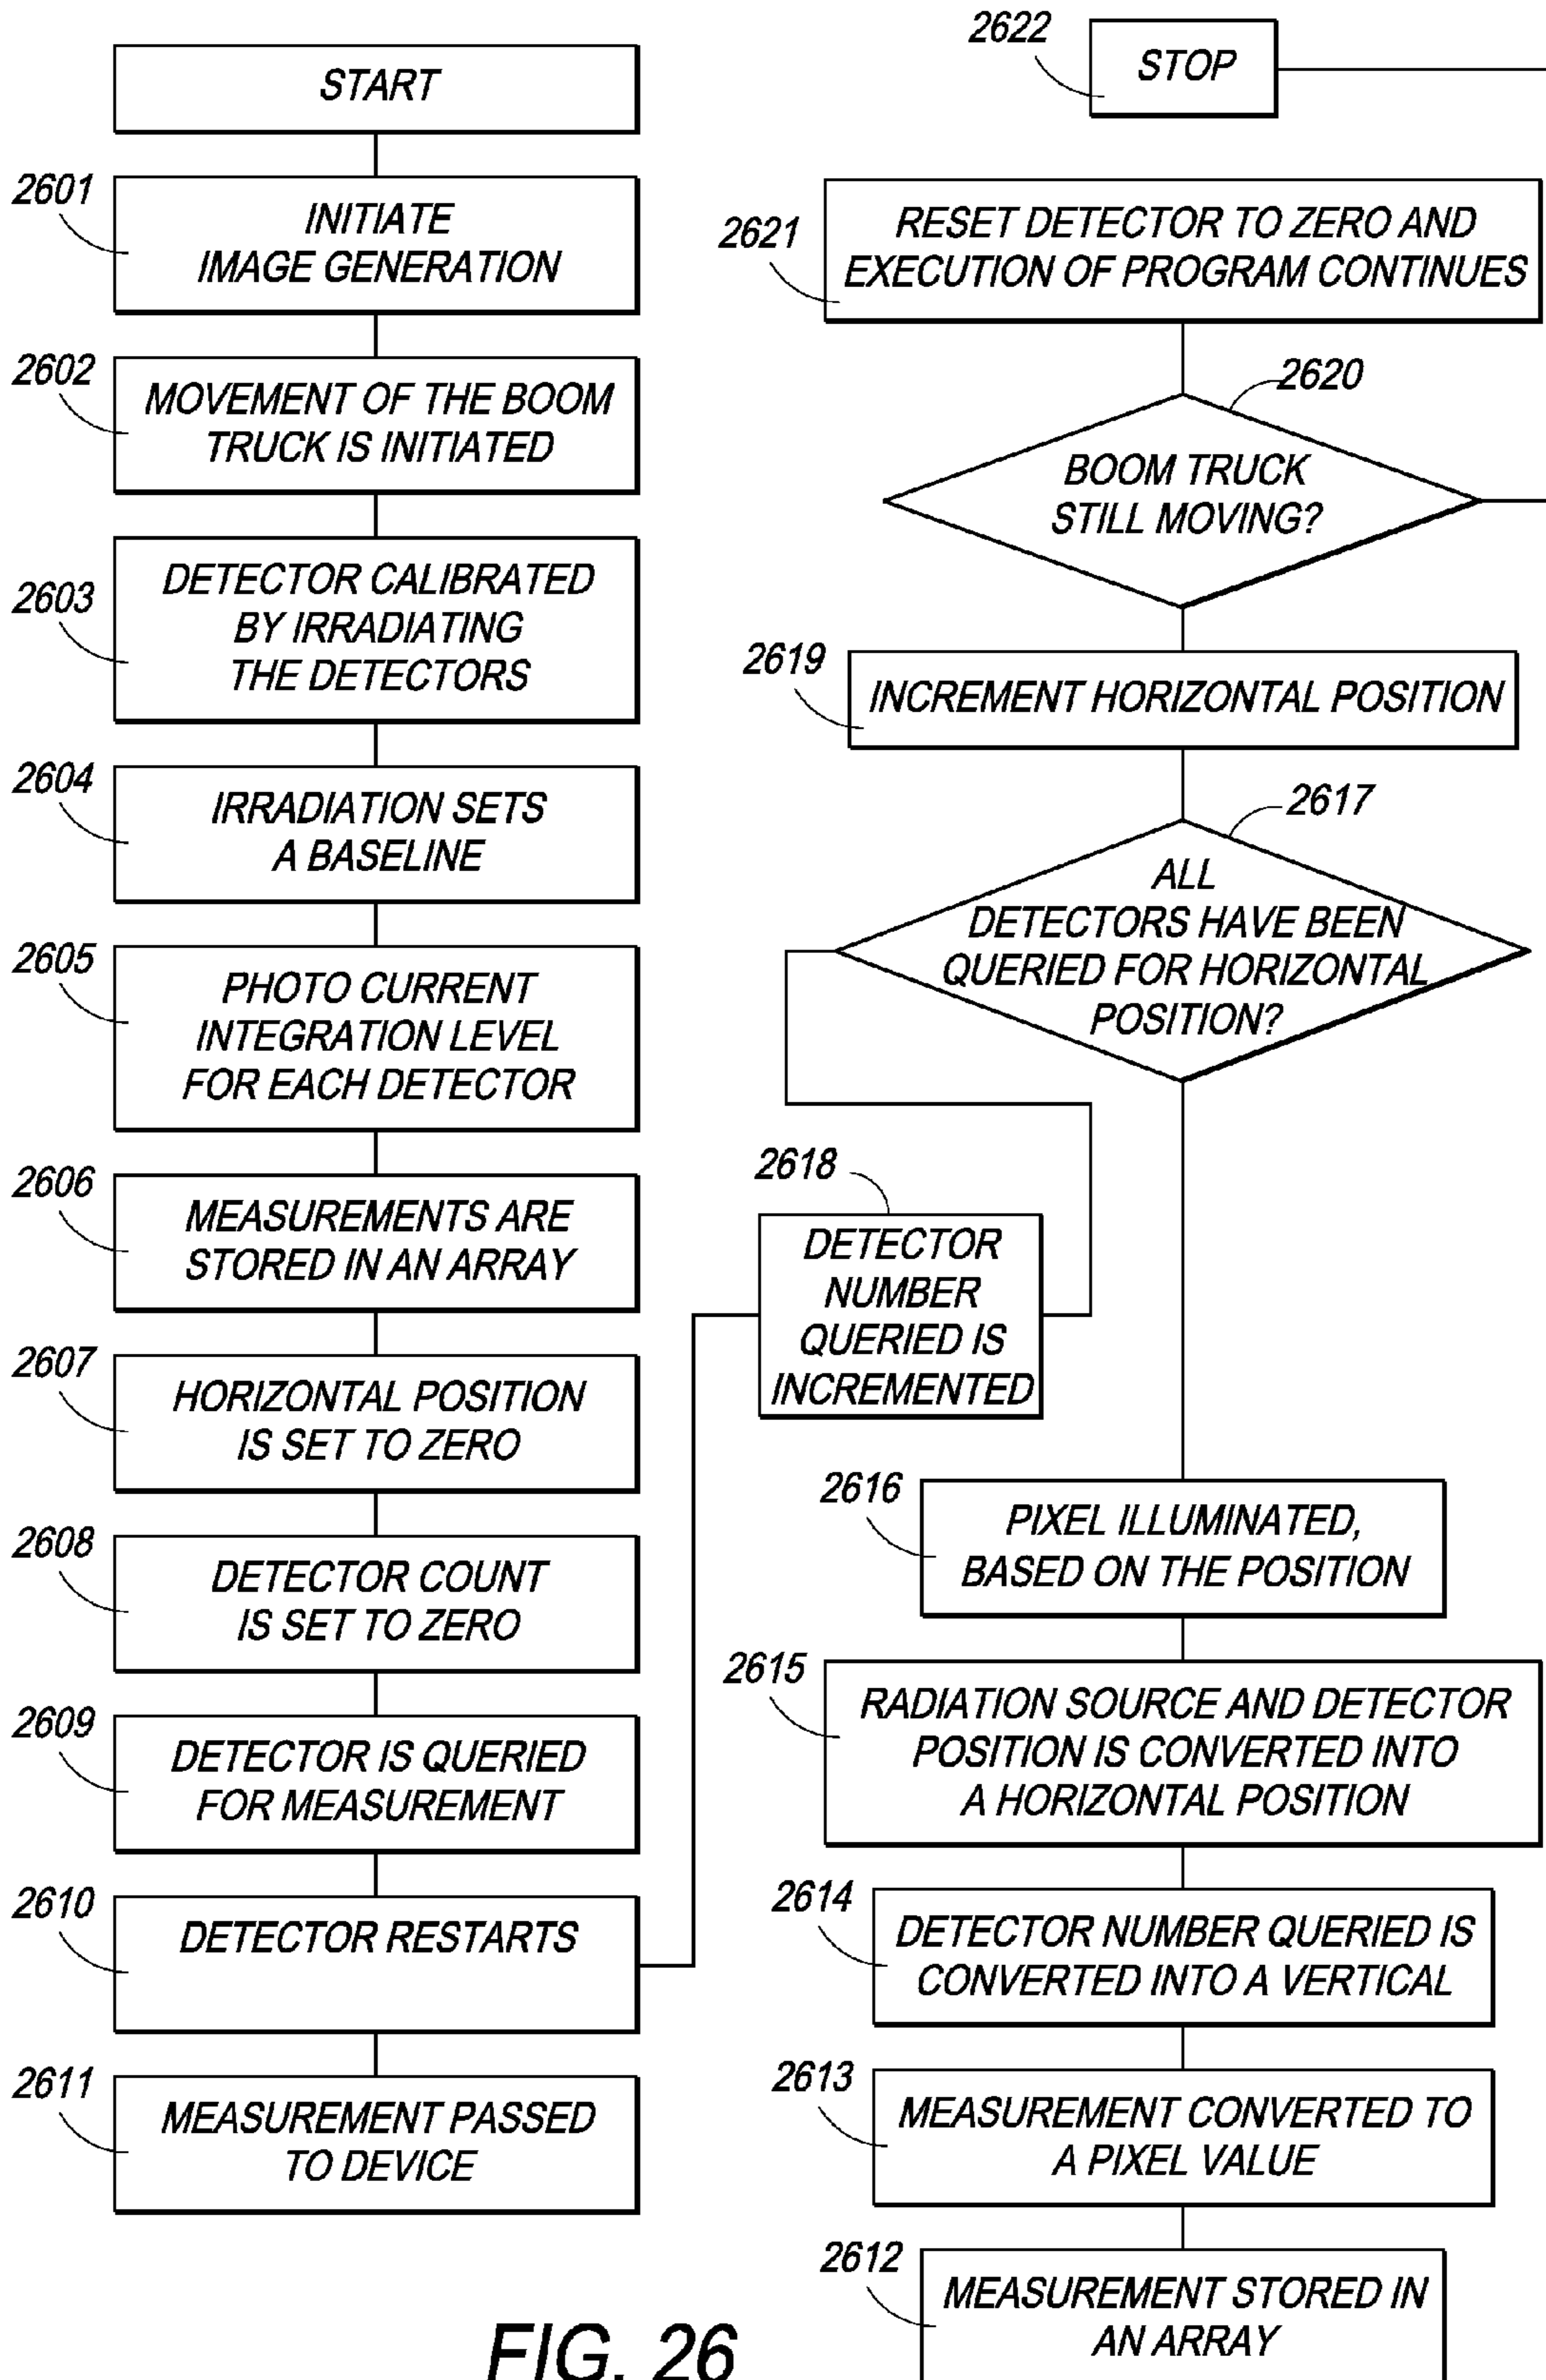 START
2601
INITIATE
IMAGE GENERATION
2602
MOVEMENT OF THE BOOM
TRUCK IS INITIATED
2603
DETECTOR CALIBRATED
BY IRRADIATING
THE DETECTORS
2604
IRRADIATION SETS
A BASELINE
2605
PHOTO CURRENT
INTEGRATION LEVEL
FOR EACH DETECTOR
2606
MEASUREMENTS ARE
STORED IN AN ARRAY
2607
HORIZONTAL POSITION
IS SET TO ZERO
2608
DETECTOR COUNT
IS SET TO ZERO
2609
DETECTOR IS QUERIED
FOR MEASUREMENT
2610
DETECTOR RESTARTS
2611
MEASUREMENT PASSED
TO DEVICE
2622
STOP
2621
RESET DETECTOR TO ZERO AND
EXECUTION OF PROGRAM CONTINUES
2620
BOOM TRUCK
STILL MOVING?
2619
INCREMENT HORIZONTAL POSITION
2617
ALL
DETECTORS HAVE BEEN
QUERIED FOR HORIZONTAL
POSITION?
2618
DETECTOR
NUMBER
QUERIED IS
INCREMENTED
2616
PIXEL ILLUMINATED,
BASED ON THE POSITION
2615
RADIATION SOURCE AND DETECTOR
POSITION IS CONVERTED INTO
A HORIZONTAL POSITION
2614
DETECTOR NUMBER QUERIED IS
CONVERTED INTO A VERTICAL
2613
MEASUREMENT CONVERTED TO
A PIXEL VALUE
2612
MEASUREMENT STORED IN
AN ARRAY
FIG. 26